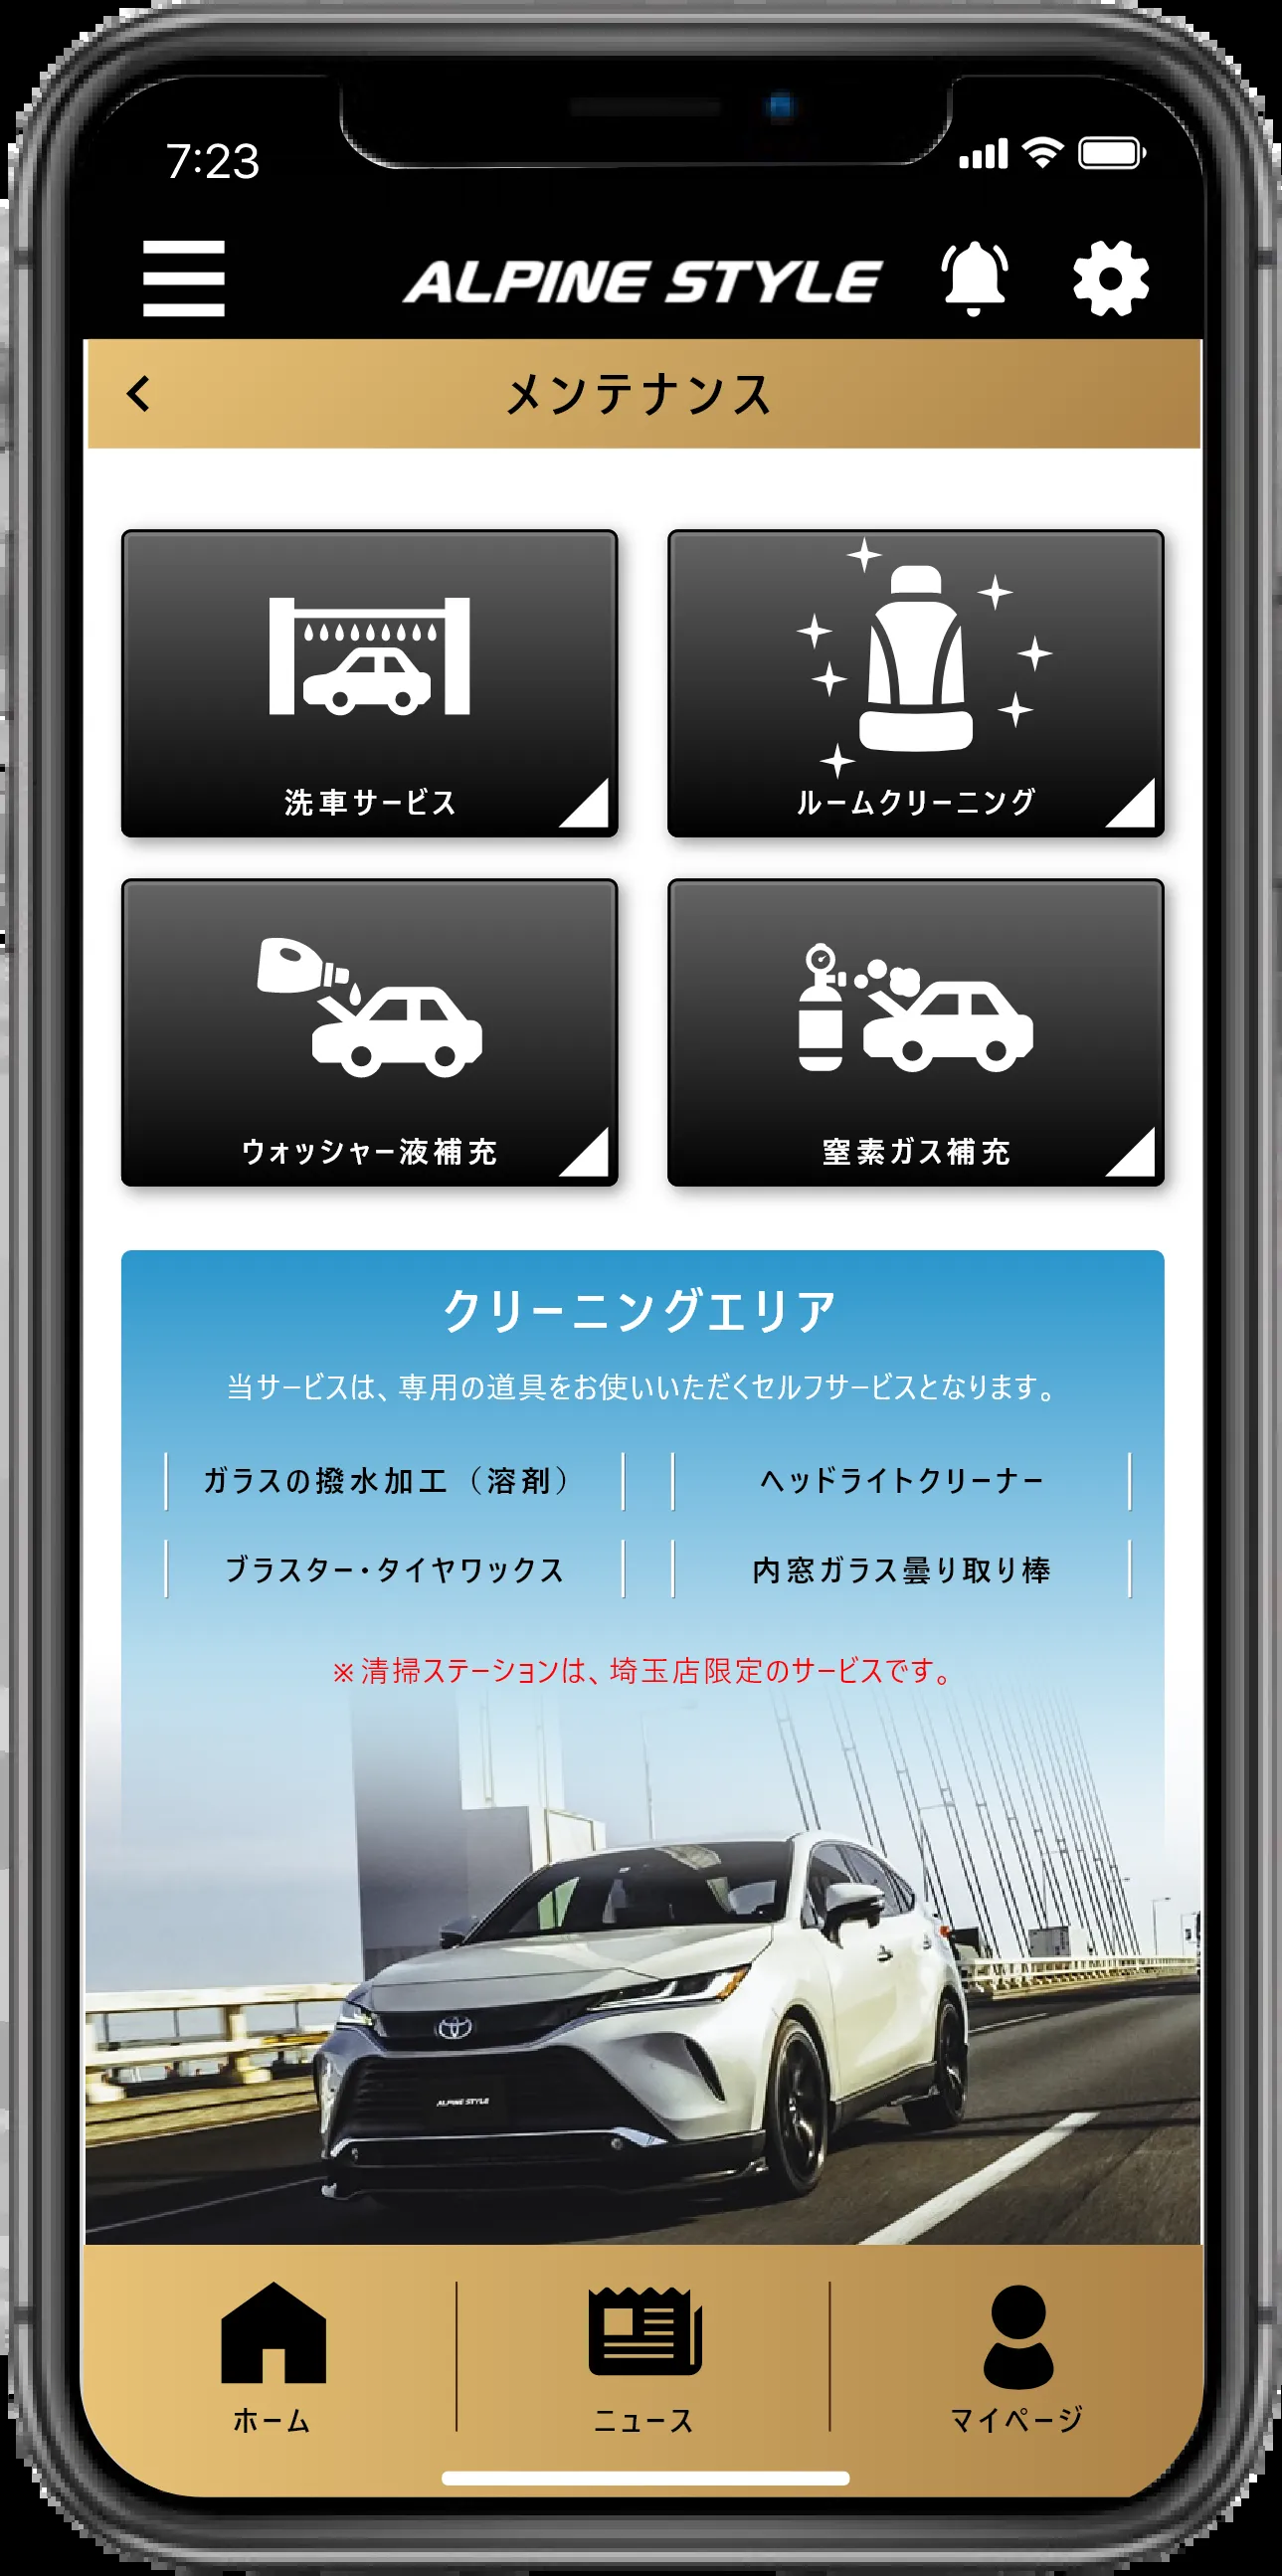 7:23
ALPINE STYLE
メンテナンス
洗車サービス
ルームクリーニング
ウォッシャー液補充
窒素ガス補充
クリーニングエリア
当サービスは、専用の道具をお使いいただくセルフサービスとなります。
ガラスの撥水加工（溶剤）
ヘッドライトクリーナー
ブラスター・タイヤワックス
内窓ガラス曇り取り棒
※清掃ステーションは、埼玉店限定のサービスです。
ALPINE STYLE
ホーム
ニュース
マイページ